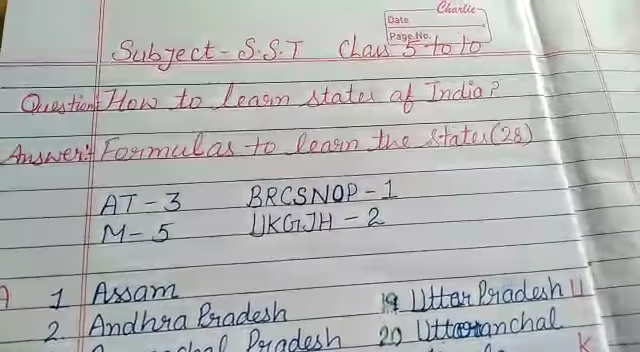 Charlie
Date
Page No.
Subject - S.S.T Class 5 to 10
Question:- How to learn states of India?
Answer:- Formulas to learn the states (28)
AT - 3 BRCSNOP - 1
M - 5 UKGJH - 2
A 1 Assam 19 Uttar Pradesh U
2. Andhra Pradesh 20 Uttaranchal
Pradesh
K